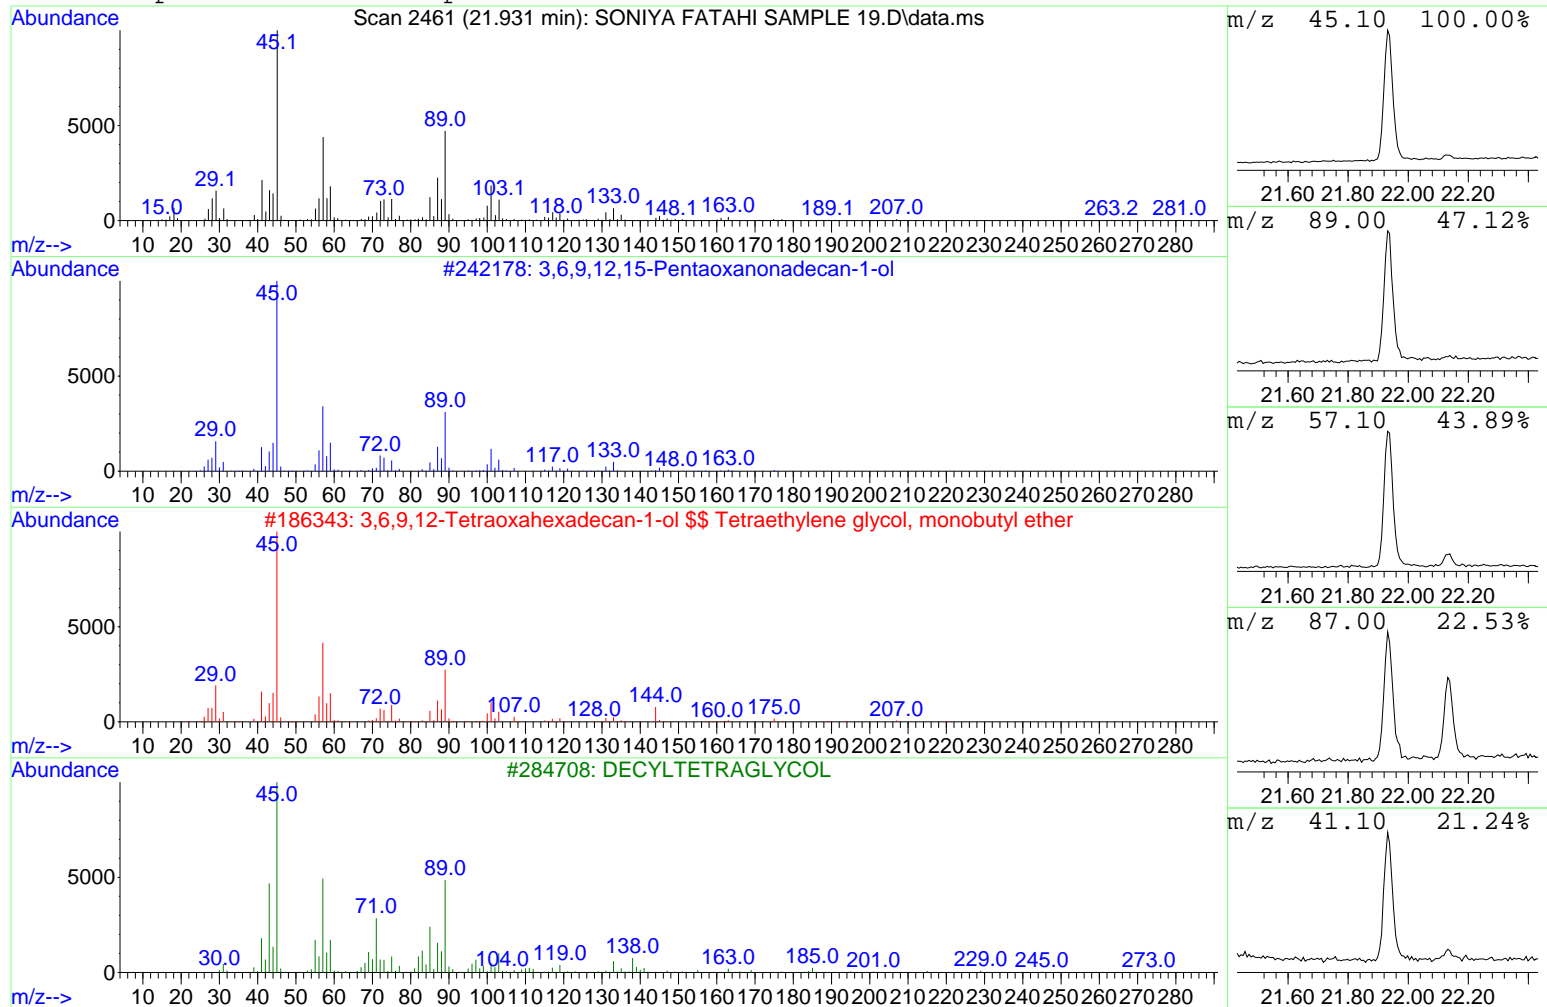 Abundance Scan 2461 (21.931 min): SONIYA FATAHI SAMPLE 19.D\data.ms
45.1
5000
89.0
29.1
73.0
103.1
15.0
118.0
133.0
148.1
163.0
189.1
207.0
263.2
281.0
0
10 20 30 40 50 60 70 80 90 100 110 120 130 140 150 160 170 180 190 200 210 220 230 240 250 260 270 280
m/z-->
Abundance #242178: 3,6,9,12,15-Pentaoxanonadecan-1-ol
45.0
5000
89.0
29.0
72.0
117.0
133.0
148.0
163.0
0
10 20 30 40 50 60 70 80 90 100 110 120 130 140 150 160 170 180 190 200 210 220 230 240 250 260 270 280
m/z-->
Abundance #186343: 3,6,9,12-Tetraoxahexadecan-1-ol $$ Tetraethylene glycol, monobutyl ether
45.0
5000
89.0
29.0
72.0
107.0
128.0
144.0
160.0
175.0
207.0
0
10 20 30 40 50 60 70 80 90 100 110 120 130 140 150 160 170 180 190 200 210 220 230 240 250 260 270 280
m/z-->
Abundance #284708: DECYLTETRAGLYCOL
45.0
5000
89.0
71.0
30.0
104.0
119.0
138.0
163.0
185.0
201.0
229.0
245.0
273.0
0
10 20 30 40 50 60 70 80 90 100 110 120 130 140 150 160 170 180 190 200 210 220 230 240 250 260 270 280
m/z-->
m/z 45.10 100.00%
21.60 21.80 22.00 22.20
m/z 89.00 47.12%
21.60 21.80 22.00 22.20
m/z 57.10 43.89%
21.60 21.80 22.00 22.20
m/z 87.00 22.53%
21.60 21.80 22.00 22.20
m/z 41.10 21.24%
21.60 21.80 22.00 22.20